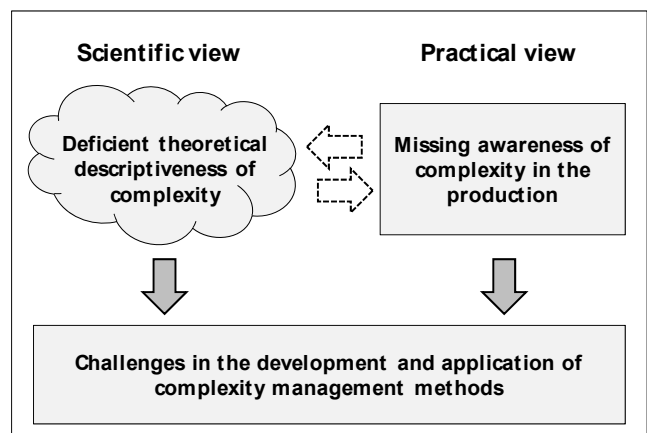 Scientific view
Practical view
Deficient theoretical
descriptiveness of
complexity
Missing awareness of
complexity in the
production
Challenges in the development and application of
complexity management methods